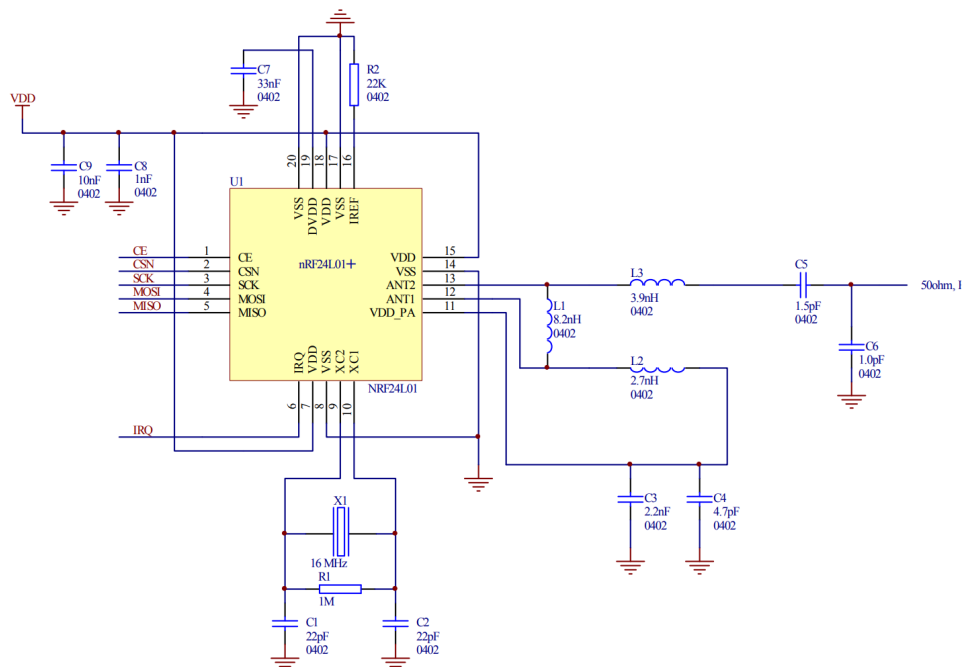 C7
33nF
0402
R2
22K
0402
VDD
C9
10nF
0402
C8
1nF
0402
20
19
18
17
16
U1
VSS
DVDD
VDD
VSS
IREF
nRF24L01+
CE
CSN
SCK
MOSI
MISO
1
2
3
4
5
CE
CSN
SCK
MOSI
MISO
VDD
VSS
ANT2
ANT1
VDD_PA
15
14
13
12
11
IRQ
VDD
VSS
XC2
XC1
NRF24L01
6
7
8
9
10
IRQ
L1
8.2nH
0402
L3
3.9nH
0402
C5
1.5pF
0402
50ohm,
C6
1.0pF
0402
L2
2.7nH
0402
C3
2.2nF
0402
C4
4.7pF
0402
X1
16 MHz
R1
1M
C1
22pF
0402
C2
22pF
0402